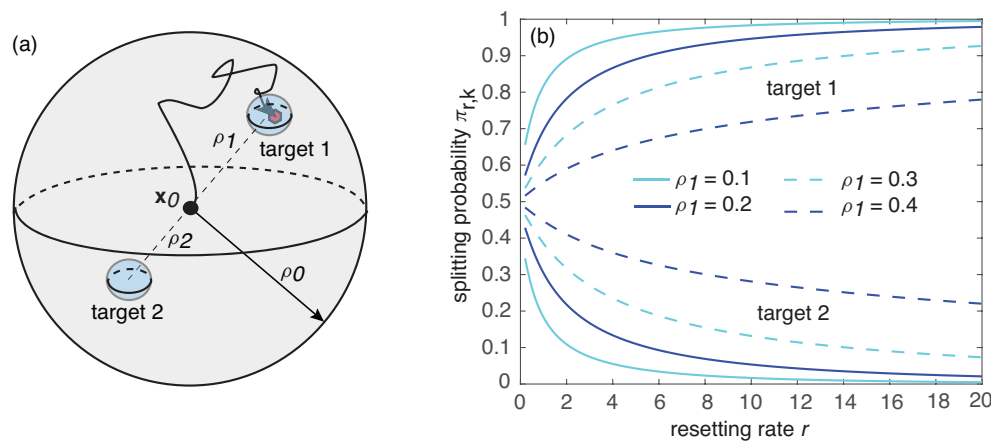 (a)
ρ1
target 1
x0
ρ2
ρ0
target 2
(b)
splitting probability πr,k
1
0.9
0.8
0.7
0.6
0.5
0.4
0.3
0.2
0.1
0
target 1
ρ1 = 0.1
ρ1 = 0.3
ρ1 = 0.2
ρ1 = 0.4
target 2
0 2 4 6 8 10 12 14 16 18 20
resetting rate r